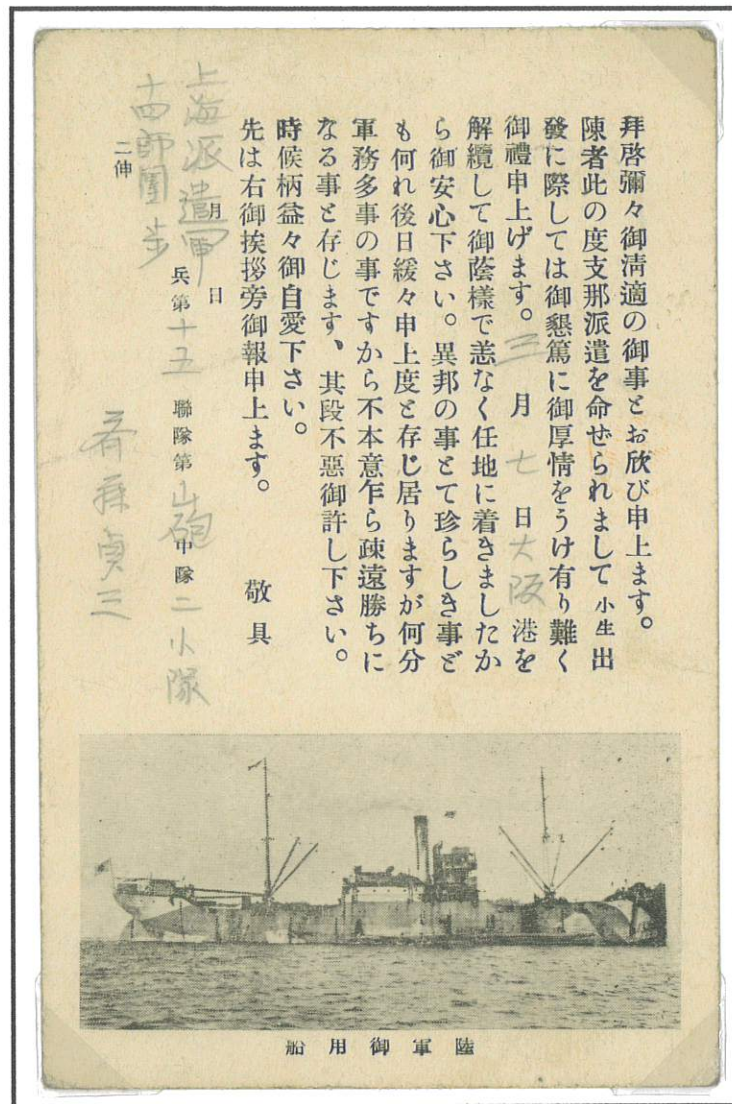 拜啓彌々御淸適の御事とお欣び申上ます。
陳者此の度支那派遣を命ぜられまして小生出
發に際しては御懇篤に御厚情をうけ有り難く
御禮申上げます。三月七日大阪港を
解纜して御蔭樣で恙なく任地に着きましたか
ら御安心下さい。異邦の事とて珍らしき事ど
も何れ後日緩々申上度と存じ居りますが何分
軍務多事の事ですから不本意乍ら疎遠勝ちに
なる事と存じます、其段不惡御許し下さい。
時候柄益々御自愛下さい。
先は右御挨拶旁御報申上ます。 敬具
月 日
上海派遣軍
十四師團歩
兵第十五聯隊第山砲中隊二小隊
二伸
斉藤貞三
船用御軍陸